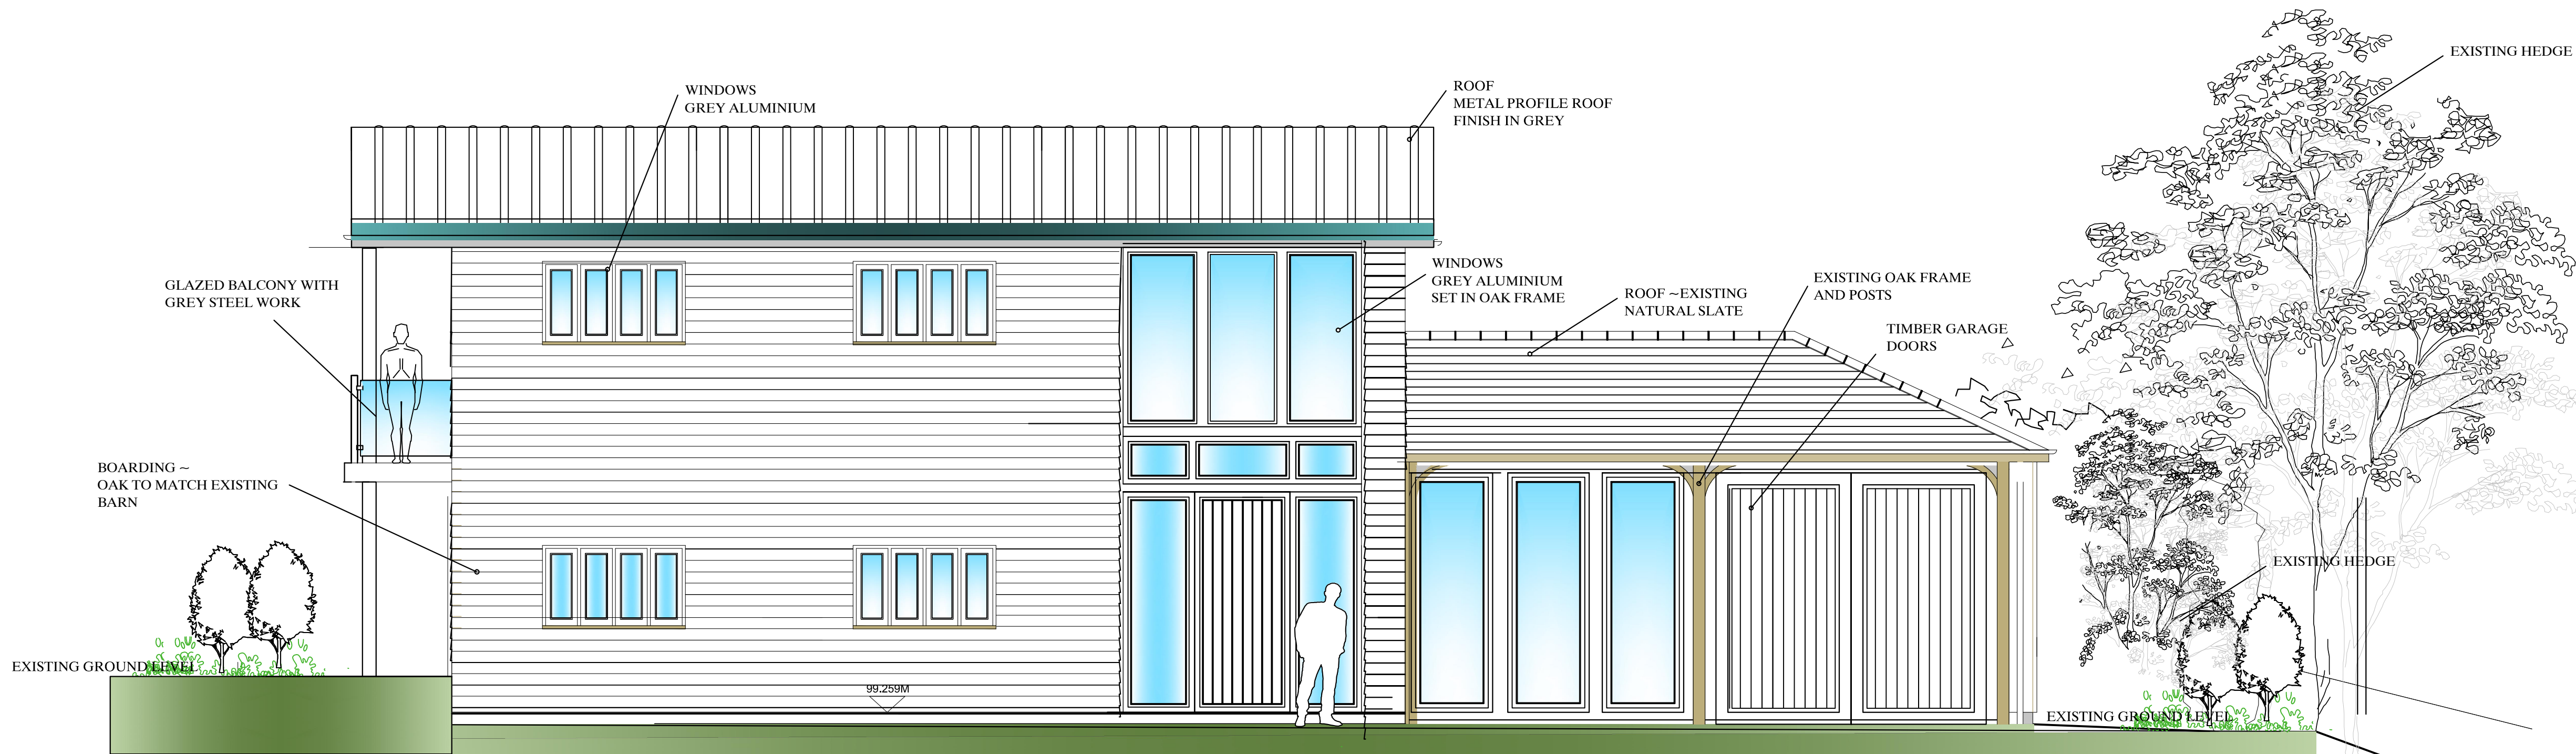 EXISTING HEDGE
WINDOWS
GREY ALUMINIUM
ROOF
METAL PROFILE ROOF
FINISH IN GREY
GLAZED BALCONY WITH
GREY STEEL WORK
WINDOWS
GREY ALUMINIUM
SET IN OAK FRAME
ROOF ~EXISTING
NATURAL SLATE
EXISTING OAK FRAME
AND POSTS
TIMBER GARAGE
DOORS
BOARDING ~
OAK TO MATCH EXISTING
BARN
EXISTING HEDGE
EXISTING GROUND LEVEL
99.259M
EXISTING GROUND LEVEL